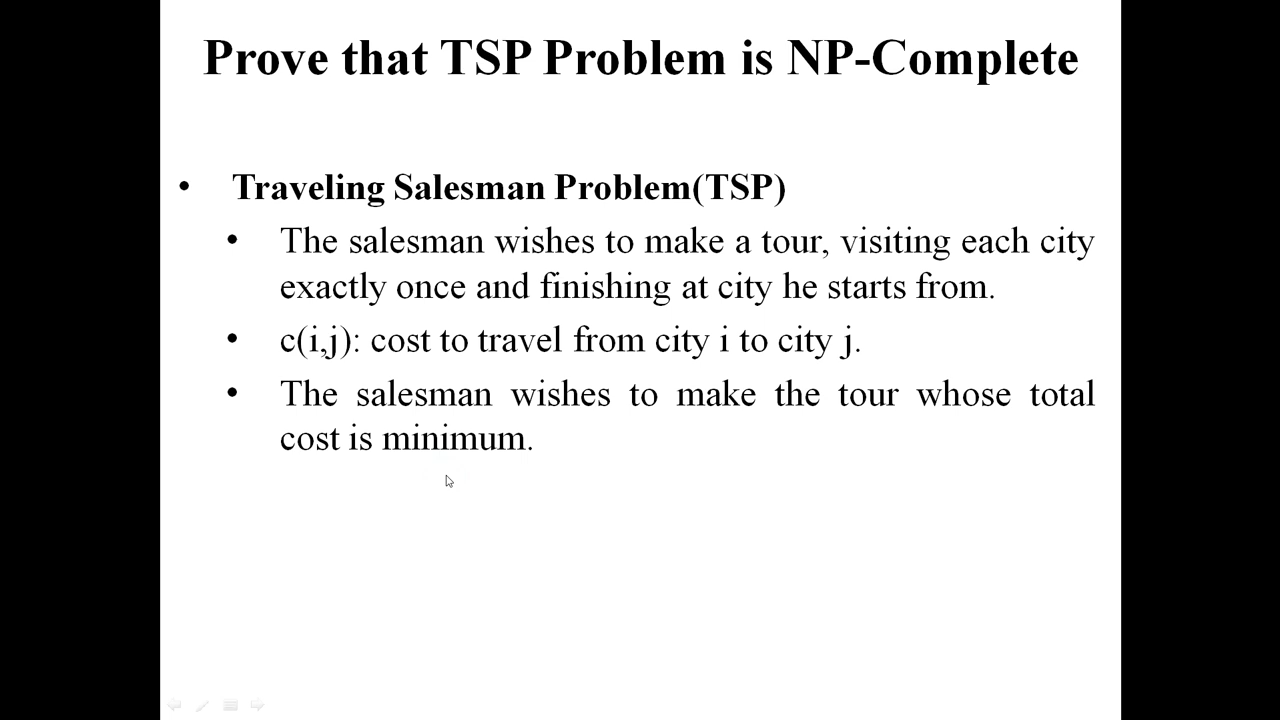 Prove that TSP Problem is NP-Complete
• Traveling Salesman Problem(TSP)
• The salesman wishes to make a tour, visiting each city
exactly once and finishing at city he starts from.
• c(i,j): cost to travel from city i to city j.
• The salesman wishes to make the tour whose total
cost is minimum.